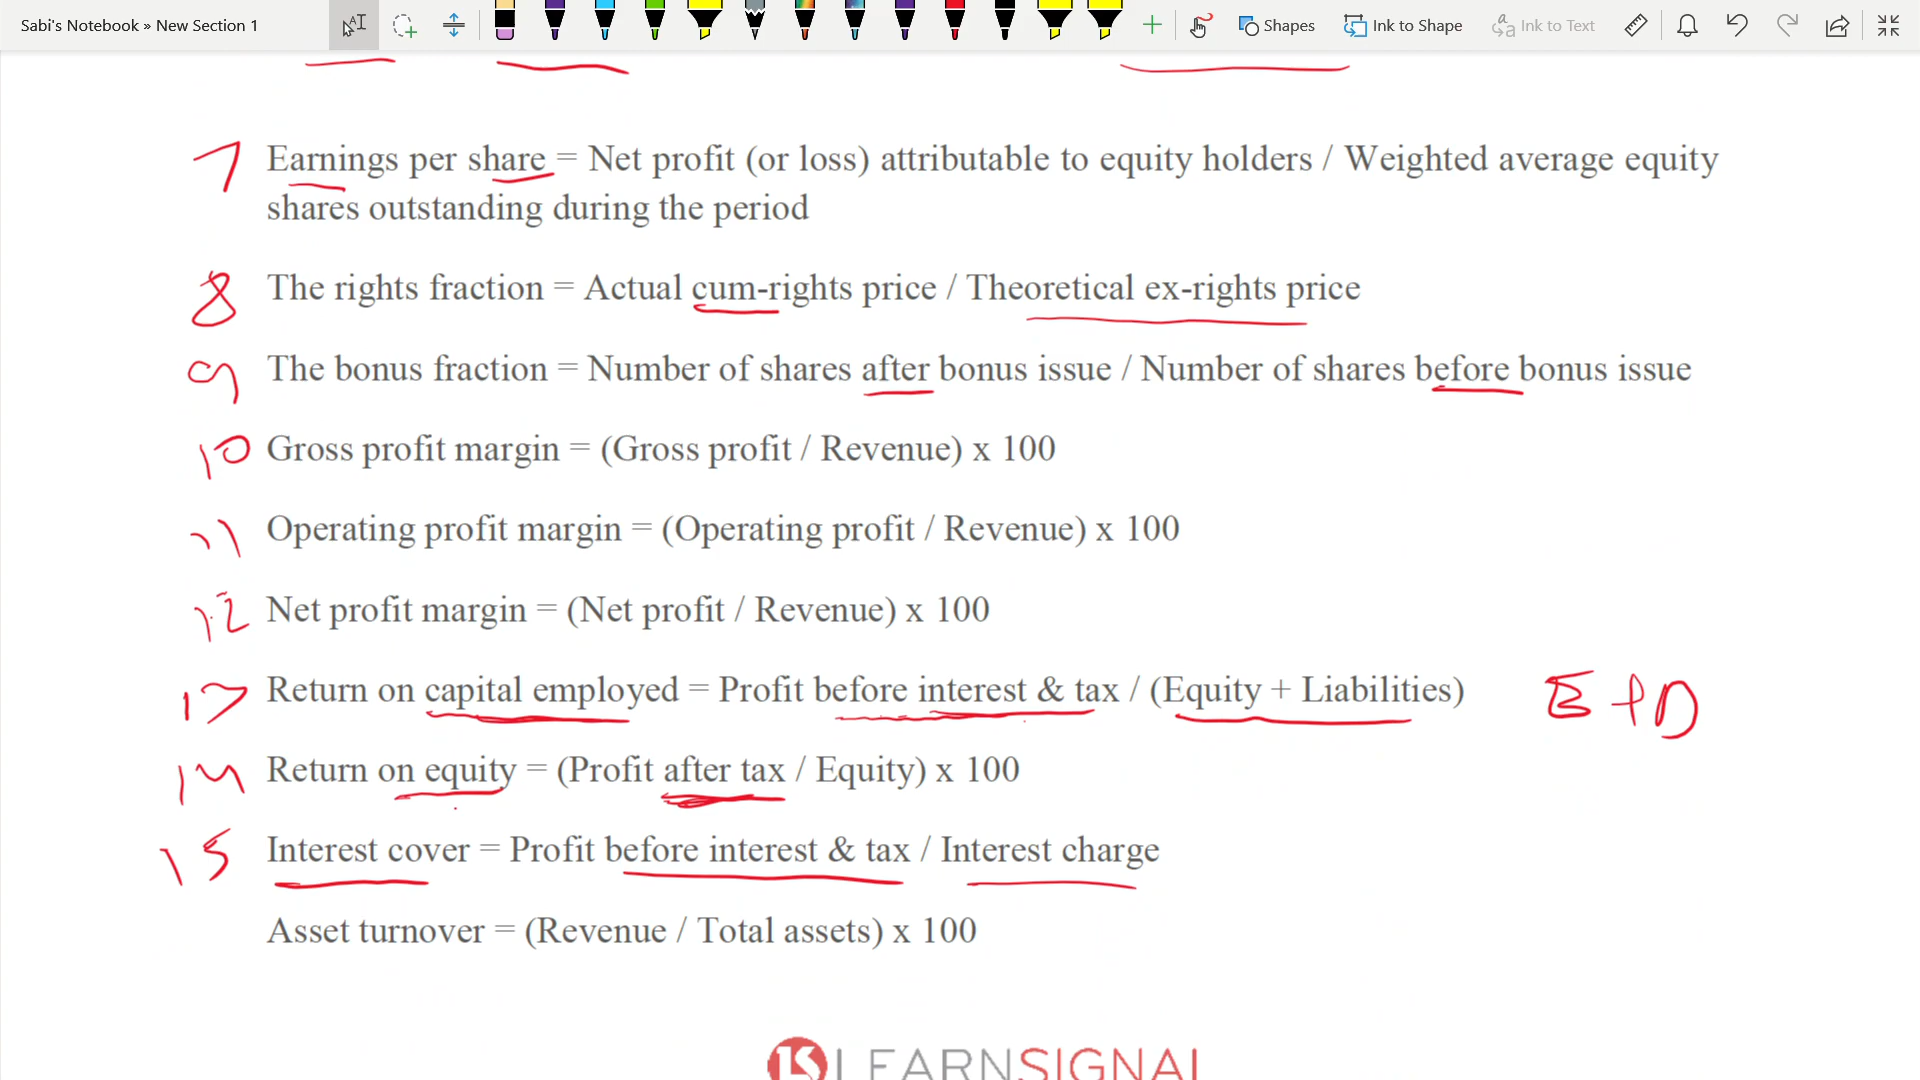 Sabi's Notebook » New Section 1
Shapes
Ink to Shape
Ink to Text
7 Earnings per share = Net profit (or loss) attributable to equity holders / Weighted average equity
shares outstanding during the period
8 The rights fraction = Actual cum-rights price / Theoretical ex-rights price
9 The bonus fraction = Number of shares after bonus issue / Number of shares before bonus issue
10 Gross profit margin = (Gross profit / Revenue) x 100
11 Operating profit margin = (Operating profit / Revenue) x 100
12 Net profit margin = (Net profit / Revenue) x 100
13 Return on capital employed = Profit before interest & tax / (Equity + Liabilities) E+D
14 Return on equity = (Profit after tax / Equity) x 100
15 Interest cover = Profit before interest & tax / Interest charge
Asset turnover = (Revenue / Total assets) x 100
LEARNSIGNAL